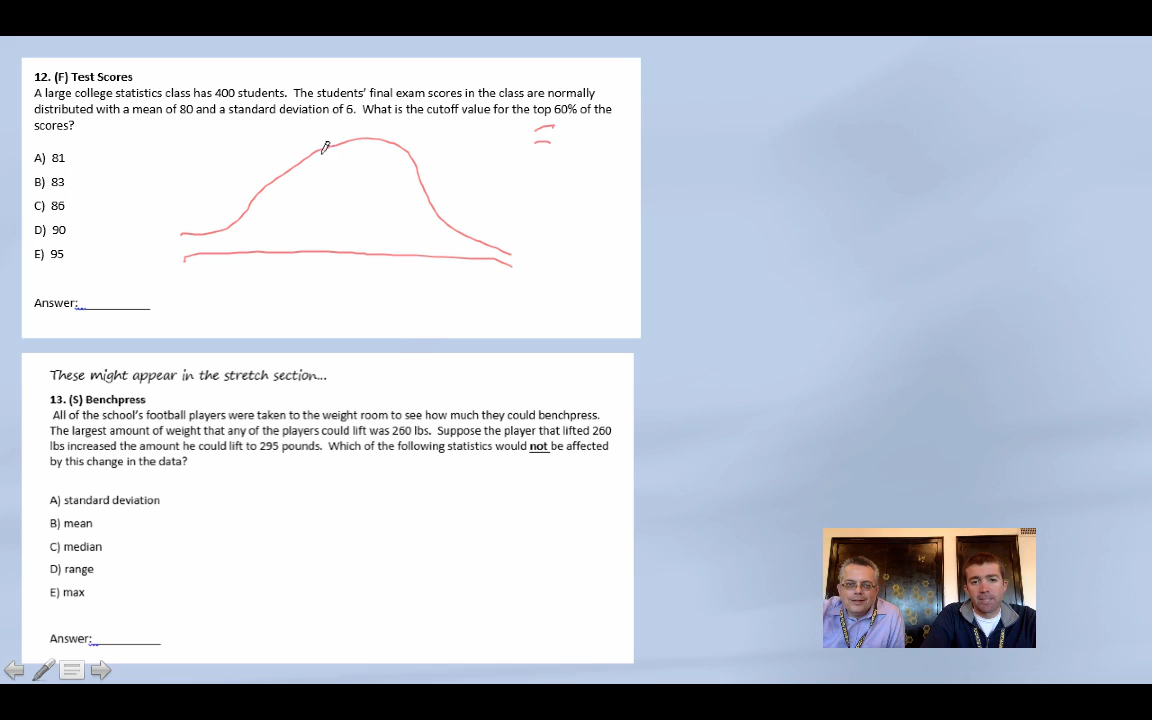 12. (F) Test Scores
A large college statistics class has 400 students. The students' final exam scores in the class are normally
distributed with a mean of 80 and a standard deviation of 6. What is the cutoff value for the top 60% of the
scores?
A) 81
B) 83
C) 86
D) 90
E) 95
Answer:
These might appear in the stretch section...
13. (S) Benchpress
All of the school's football players were taken to the weight room to see how much they could benchpress.
The largest amount of weight that any of the players could lift was 260 lbs. Suppose the player that lifted 260
lbs increased the amount he could lift to 295 pounds. Which of the following statistics would not be affected
by this change in the data?
A) standard deviation
B) mean
C) median
D) range
E) max
Answer: